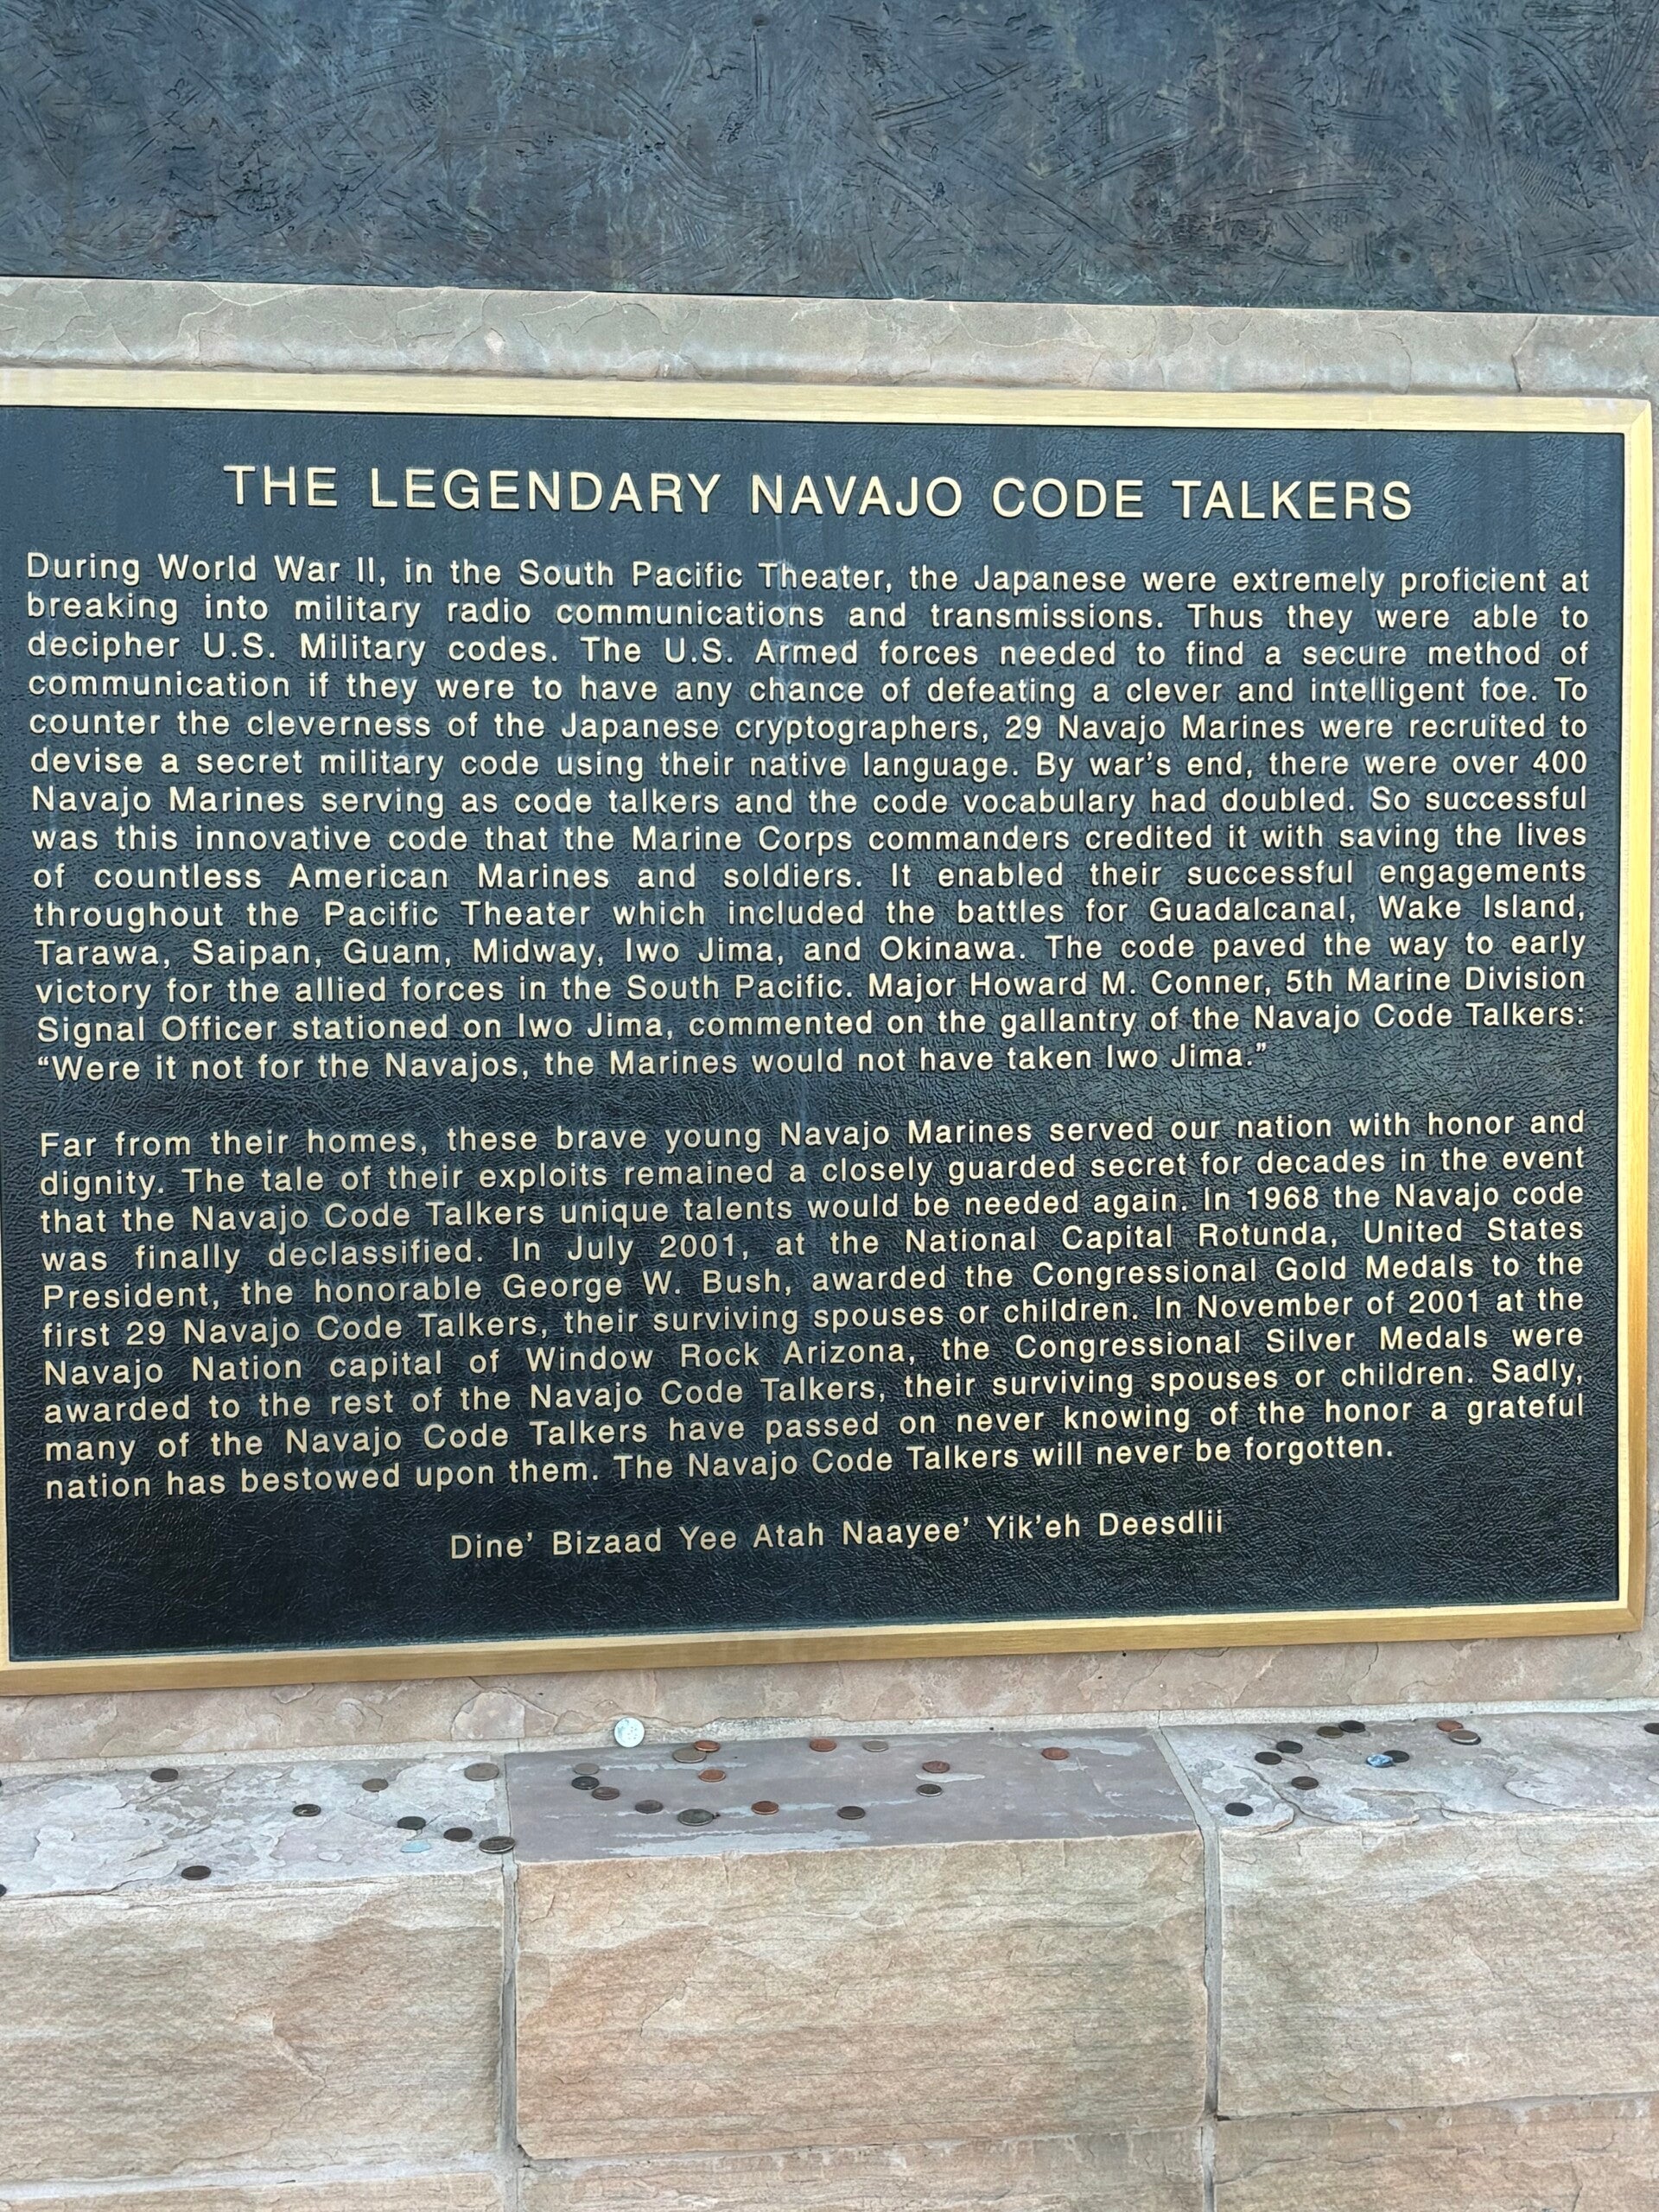 THE LEGENDARY NAVAJO CODE TALKERS
During World War II, in the South Pacific Theater, the Japanese were extremely proficient at
breaking into military radio communications and transmissions. Thus they were able to
decipher U.S. Military codes. The U.S. Armed forces needed to find a secure method of
communication if they were to have any chance of defeating a clever and intelligent foe. To
counter the cleverness of the Japanese cryptographers, 29 Navajo Marines were recruited to
devise a secret military code using their native language. By war's end, there were over 400
Navajo Marines serving as code talkers and the code vocabulary had doubled. So successful
was this innovative code that the Marine Corps commanders credited it with saving the lives
of countless American Marines and soldiers. It enabled their successful engagements
throughout the Pacific Theater which included the battles for Guadalcanal, Wake Island,
Tarawa, Saipan, Guam, Midway, Iwo Jima, and Okinawa. The code paved the way to early
victory for the allied forces in the South Pacific. Major Howard M. Conner, 5th Marine Division
Signal Officer stationed on Iwo Jima, commented on the gallantry of the Navajo Code Talkers:
“Were it not for the Navajos, the Marines would not have taken Iwo Jima.”
Far from their homes, these brave young Navajo Marines served our nation with honor and
dignity. The tale of their exploits remained a closely guarded secret for decades in the event
that the Navajo Code Talkers unique talents would be needed again. In 1968 the Navajo code
was finally declassified. In July 2001, at the National Capital Rotunda, United States
President, the honorable George W. Bush, awarded the Congressional Gold Medals to the
first 29 Navajo Code Talkers, their surviving spouses or children. In November of 2001 at the
Navajo Nation capital of Window Rock Arizona, the Congressional Silver Medals were
awarded to the rest of the Navajo Code Talkers, their surviving spouses or children. Sadly,
many of the Navajo Code Talkers have passed on never knowing of the honor a grateful
nation has bestowed upon them. The Navajo Code Talkers will never be forgotten.
Dine’ Bizaad Yee Atah Naayee’ Yik’eh Deesdlii